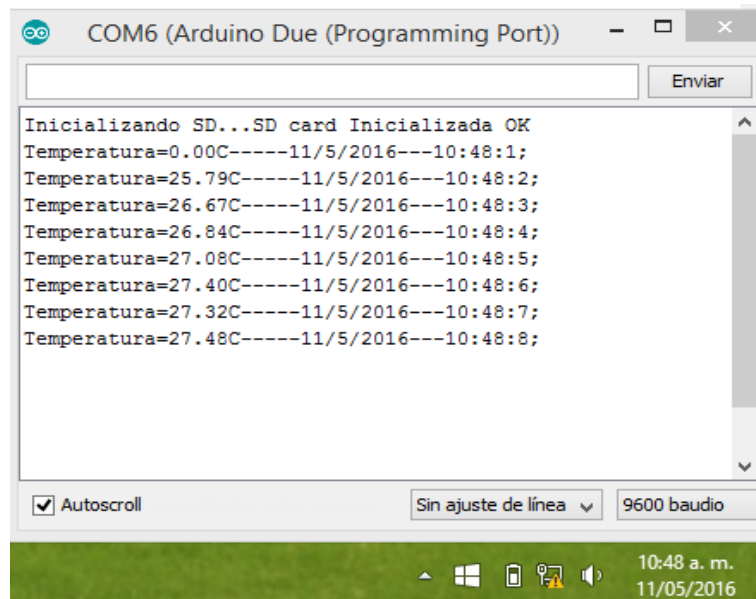 COM6 (Arduino Due (Programming Port))
Enviar
Inicializando SD...SD card Inicializada OK
Temperatura=0.00C-----11/5/2016---10:48:1;
Temperatura=25.79C-----11/5/2016---10:48:2;
Temperatura=26.67C-----11/5/2016---10:48:3;
Temperatura=26.84C-----11/5/2016---10:48:4;
Temperatura=27.08C-----11/5/2016---10:48:5;
Temperatura=27.40C-----11/5/2016---10:48:6;
Temperatura=27.32C-----11/5/2016---10:48:7;
Temperatura=27.48C-----11/5/2016---10:48:8;
Autoscroll
Sin ajuste de línea
9600 baudio
10:48 a. m.
11/05/2016